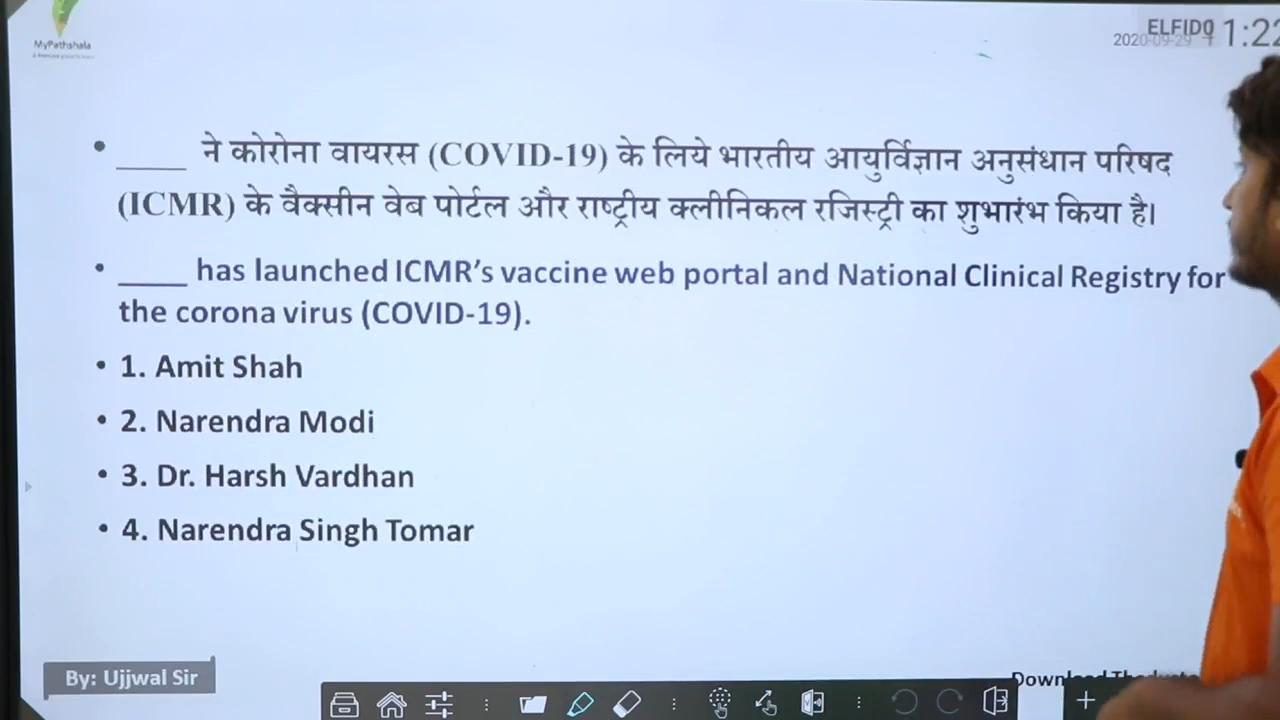 MyPathshala
ELFIDO
2020-09-29
1:22
• ____ ने कोरोना वायरस (COVID-19) के लिये भारतीय आयुर्विज्ञान अनुसंधान परिषद
(ICMR) के वैक्सीन वेब पोर्टल और राष्ट्रीय क्लीनिकल रजिस्ट्री का शुभारंभ किया है।
• ____ has launched ICMR’s vaccine web portal and National Clinical Registry for
the corona virus (COVID-19).
• 1. Amit Shah
• 2. Narendra Modi
• 3. Dr. Harsh Vardhan
• 4. Narendra Singh Tomar
By: Ujjwal Sir